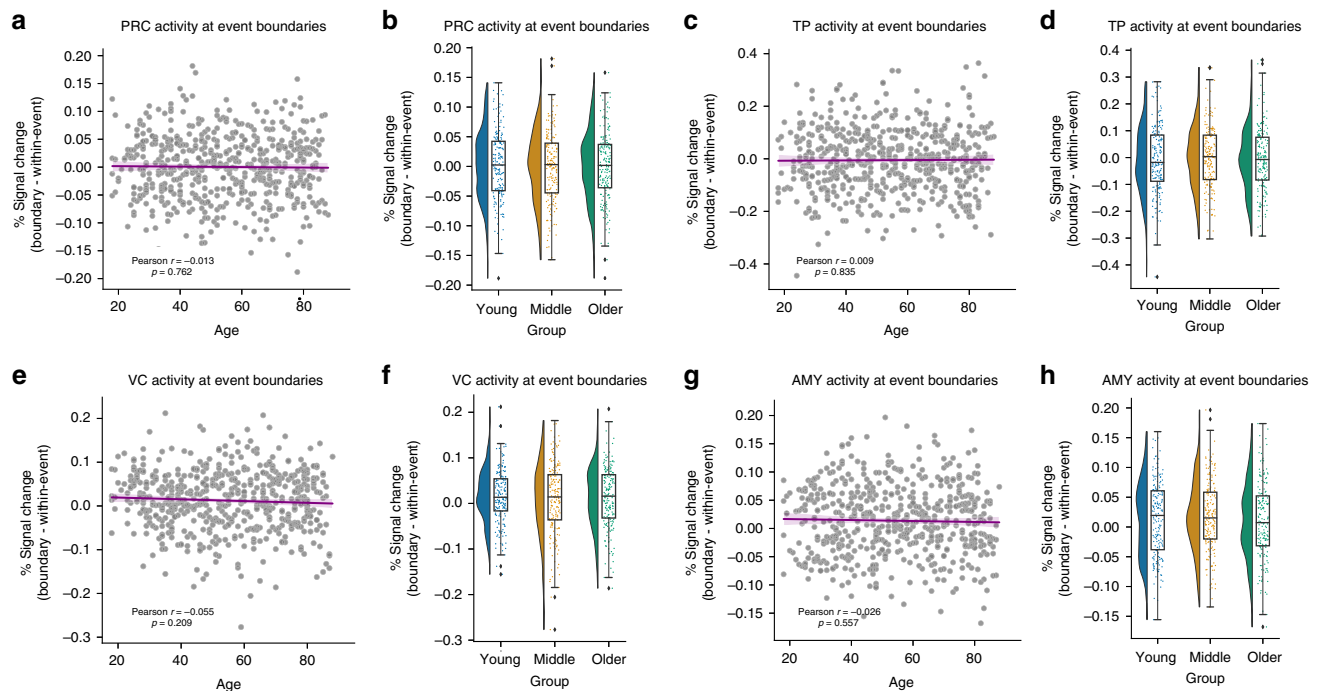 a
PRC activity at event boundaries
% Signal change
(boundary - within-event)
0.20
0.15
0.10
0.05
0.00
–0.05
–0.10
–0.15
–0.20
Pearson r = –0.013
p = 0.762
20 40 60 80
Age
b
PRC activity at event boundaries
% Signal change
(boundary - within-event)
0.20
0.15
0.10
0.05
0.00
–0.05
–0.10
–0.15
–0.20
Young Middle Older
Group
c
TP activity at event boundaries
% Signal change
(boundary - within-event)
0.4
0.2
0.0
–0.2
–0.4
Pearson r = 0.009
p = 0.835
20 40 60 80
Age
d
TP activity at event boundaries
% Signal change
(boundary - within-event)
0.4
0.3
0.2
0.1
0.0
–0.1
–0.2
–0.3
–0.4
Young Middle Older
Group
e
VC activity at event boundaries
% Signal change
(boundary - within-event)
0.2
0.1
0.0
–0.1
–0.2
–0.3
Pearson r = –0.055
p = 0.209
20 40 60 80
Age
f
VC activity at event boundaries
% Signal change
(boundary - within-event)
0.2
0.1
0.0
–0.1
–0.2
–0.3
Young Middle Older
Group
g
AMY activity at event boundaries
% Signal change
(boundary - within-event)
0.20
0.15
0.10
0.05
0.00
–0.05
–0.10
–0.15
Pearson r = –0.026
p = 0.557
20 40 60 80
Age
h
AMY activity at event boundaries
% Signal change
(boundary - within-event)
0.20
0.15
0.10
0.05
0.00
–0.05
–0.10
–0.15
Young Middle Older
Group